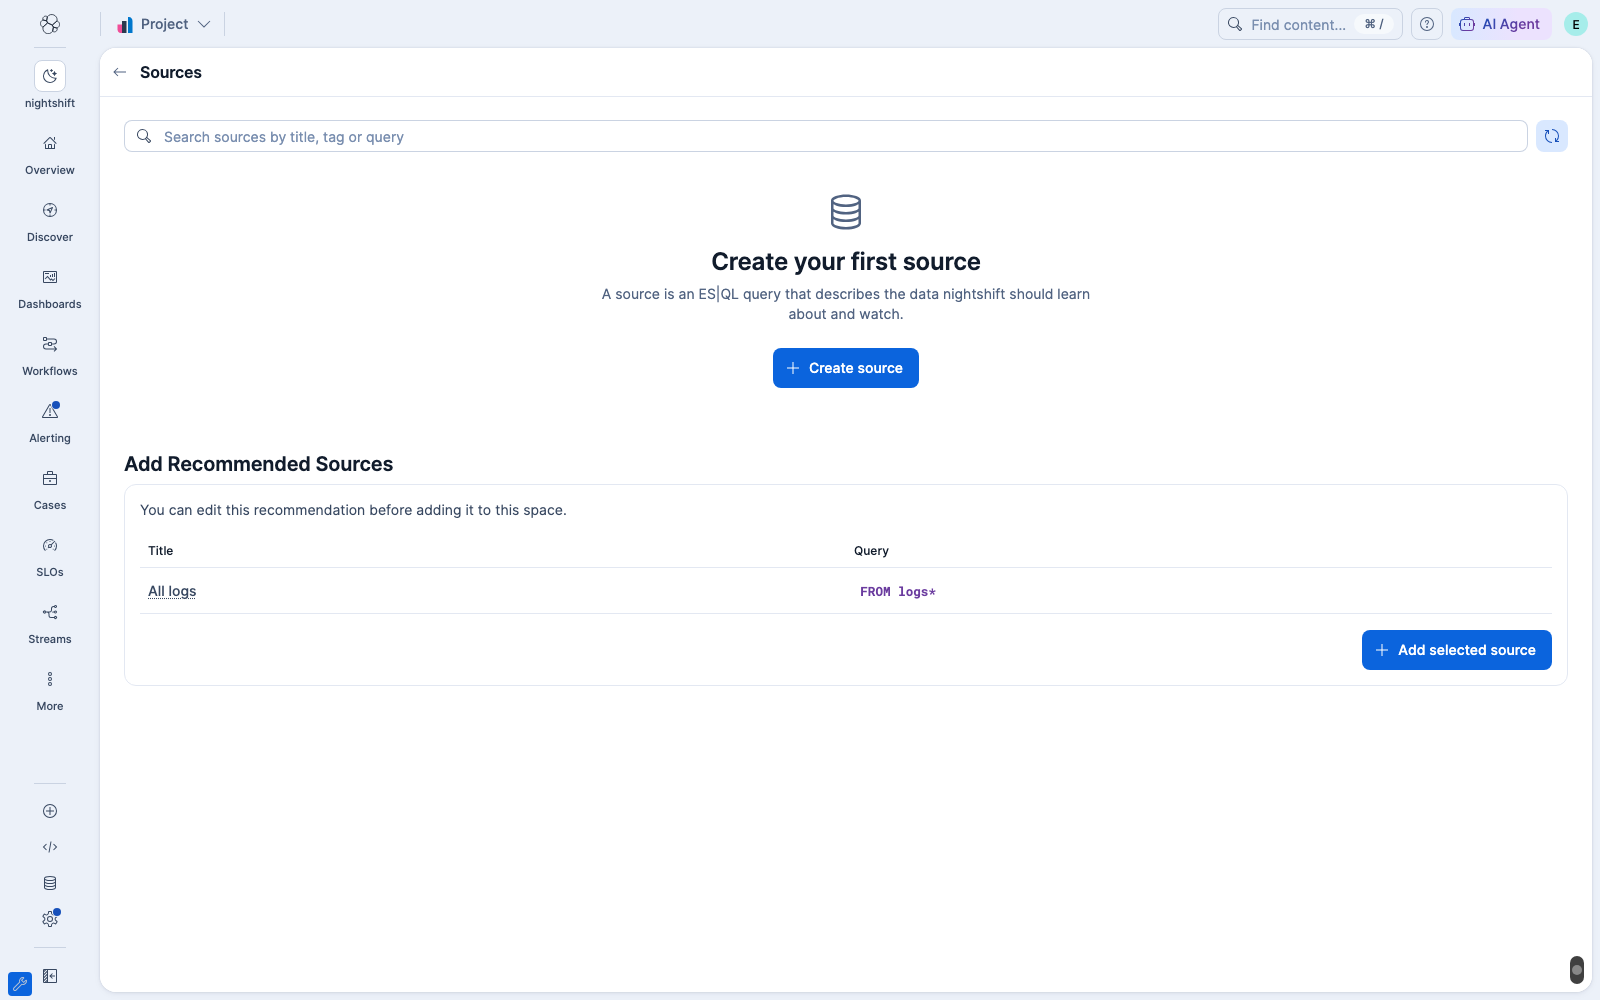 Project
Find content...
⌘ /
AI Agent
E
nightshift
Overview
Discover
Dashboards
Workflows
Alerting
Cases
SLOs
Streams
More
Sources
Search sources by title, tag or query
Create your first source
A source is an ES|QL query that describes the data nightshift should learn
about and watch.
Create source
Add Recommended Sources
You can edit this recommendation before adding it to this space.
Title
Query
All logs
FROM logs*
Add selected source